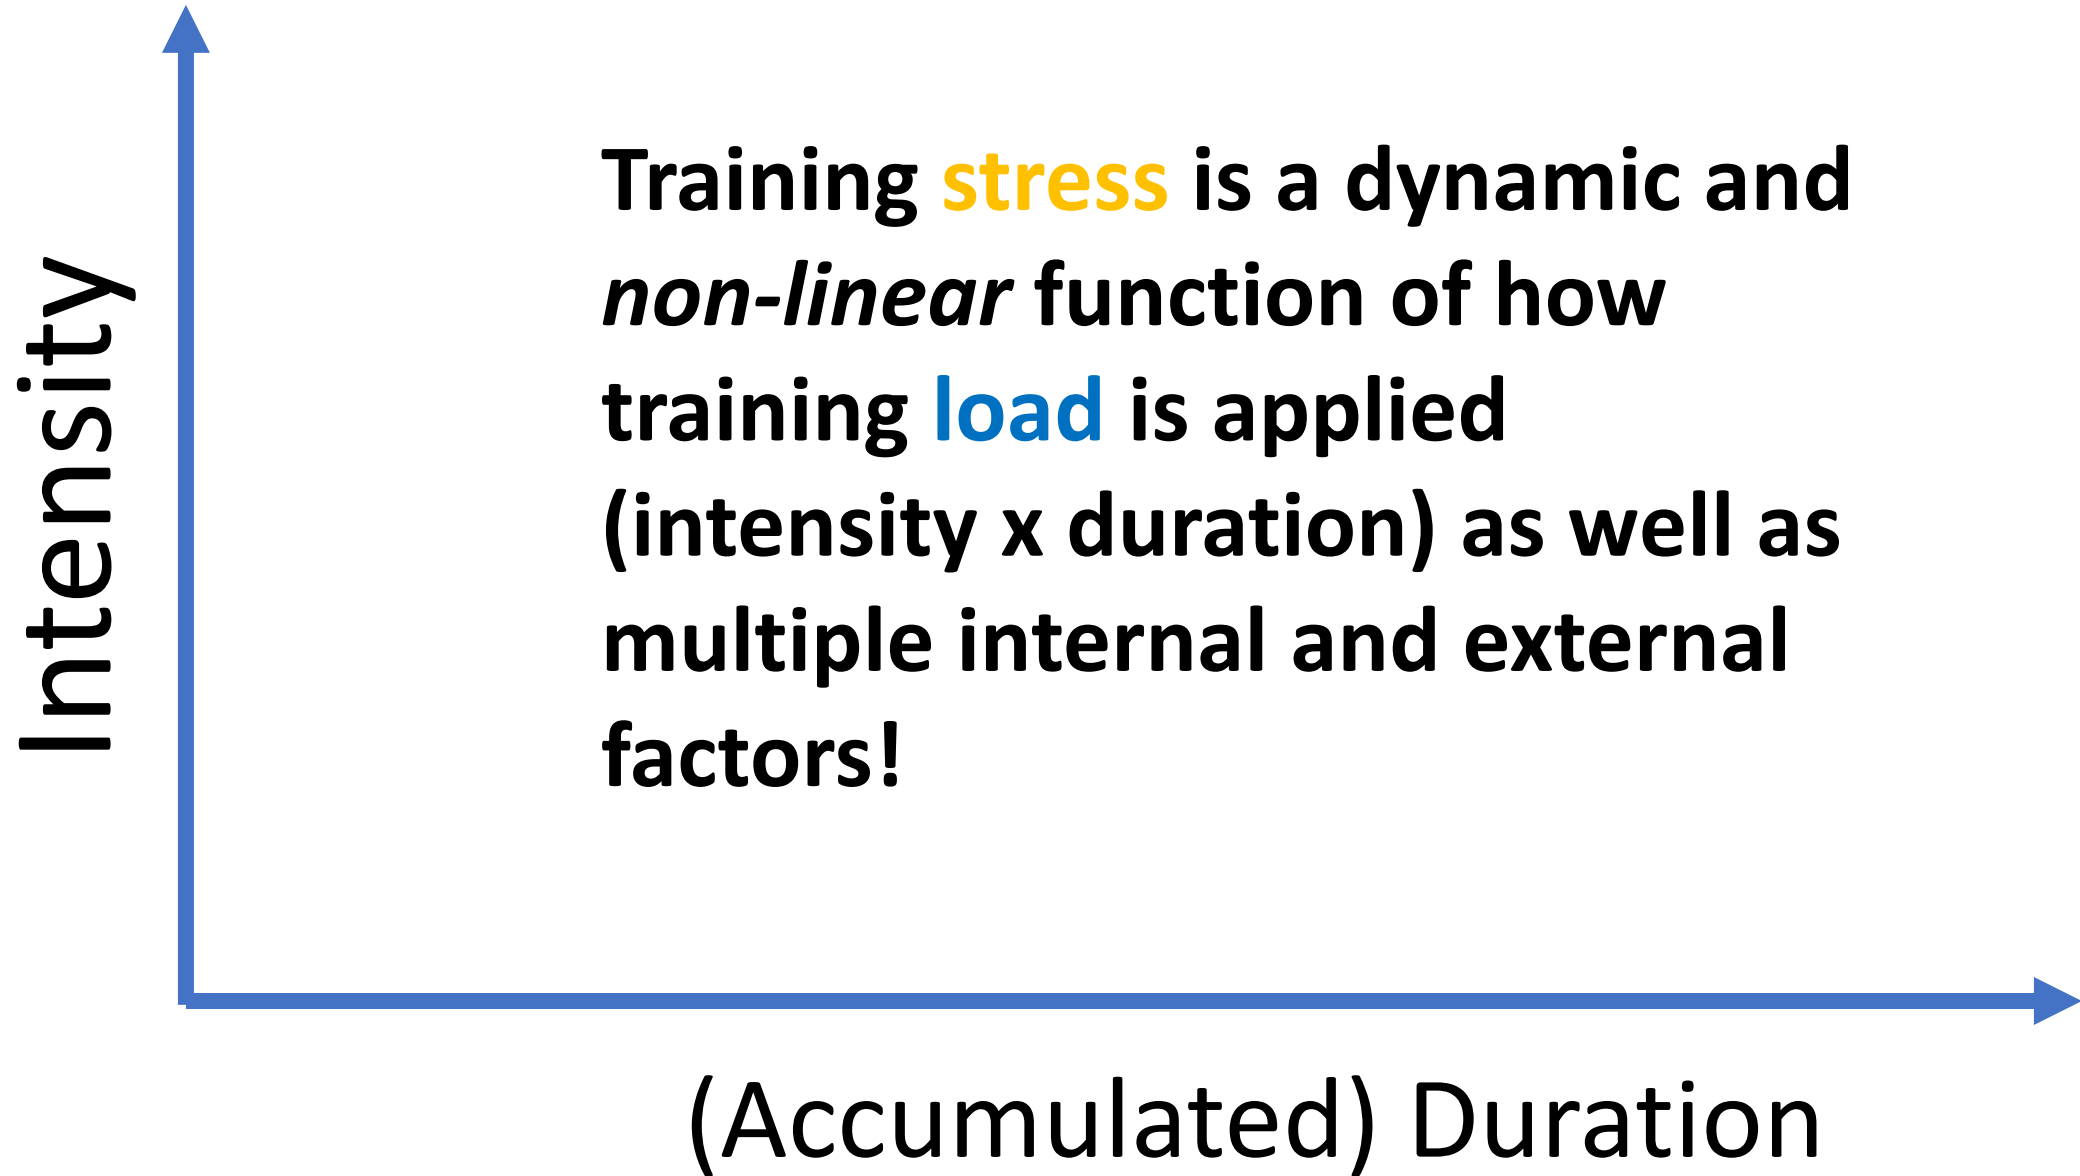 Intensity
Training stress is a dynamic and
non-linear function of how
training load is applied
(intensity x duration) as well as
multiple internal and external
factors!
(Accumulated) Duration